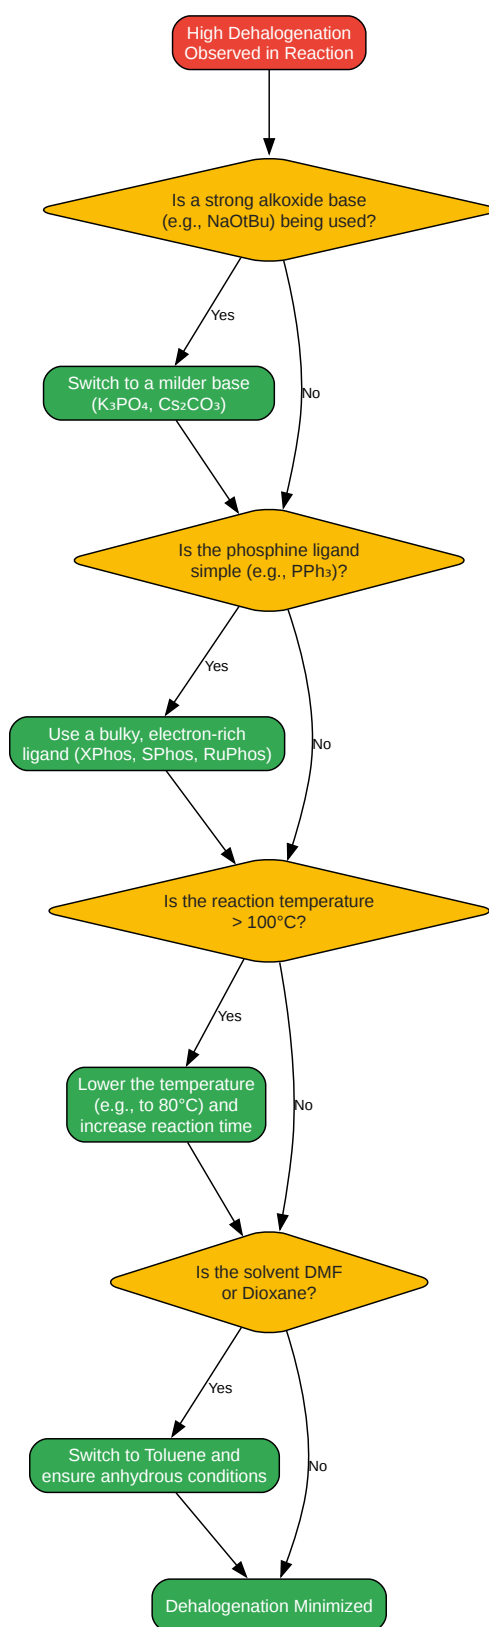 High Dehalogenation
Observed in Reaction
Is a strong alkoxide base
(e.g., NaOtBu) being used?
Yes
Switch to a milder base
(K₃PO₄, Cs₂CO₃)
No
Is the phosphine ligand
simple (e.g., PPh₃)?
Yes
Use a bulky, electron-rich
ligand (XPhos, SPhos, RuPhos)
No
Is the reaction temperature
> 100°C?
Yes
Lower the temperature
(e.g., to 80°C) and
increase reaction time
No
Is the solvent DMF
or Dioxane?
Yes
Switch to Toluene and
ensure anhydrous conditions
No
Dehalogenation Minimized